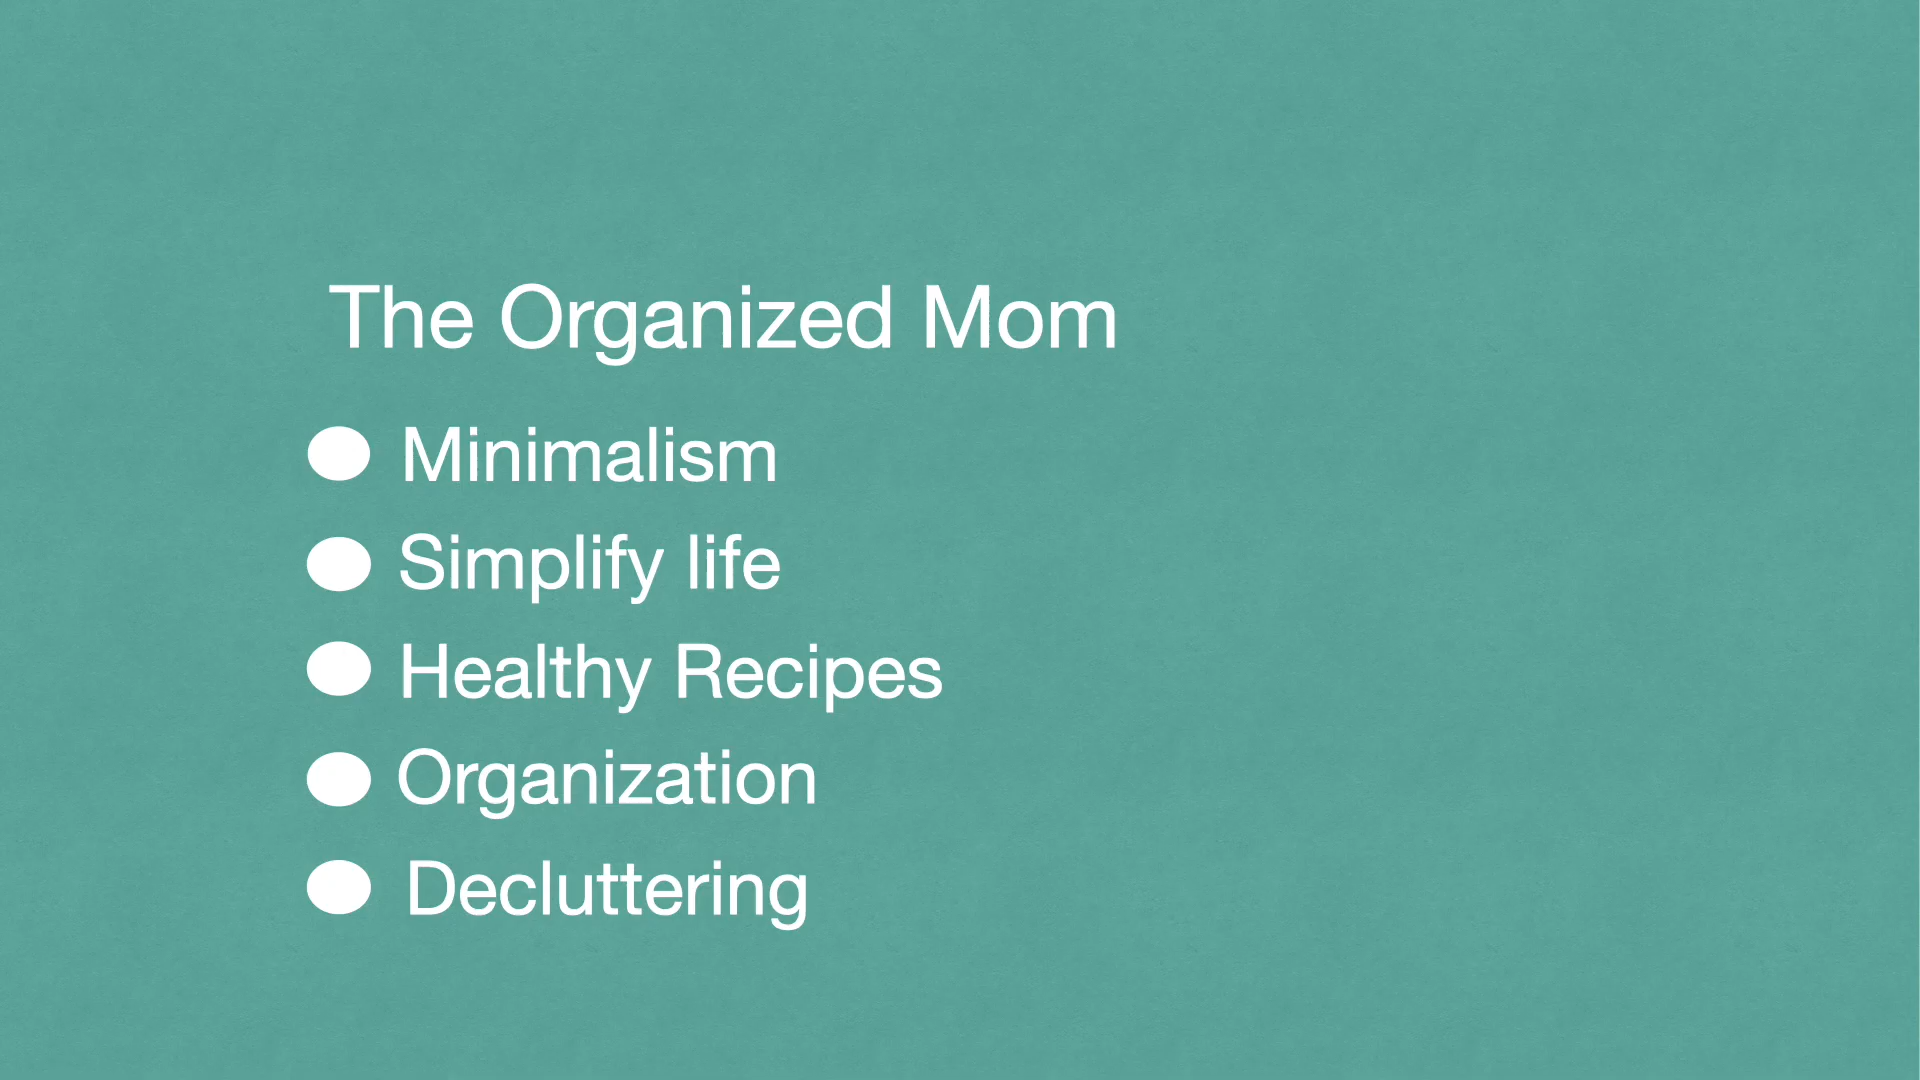 The Organized Mom
Minimalism
Simplify life
Healthy Recipes
Organization
Decluttering